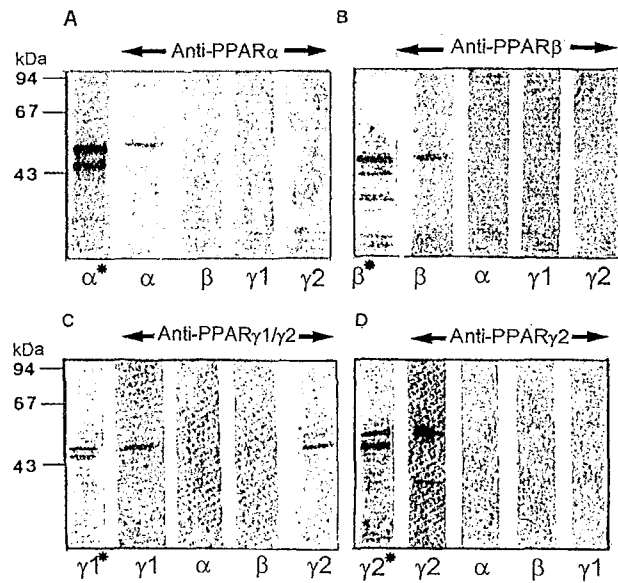 A
Anti-PPARα
kDa
94
67
43
α* α β γ1 γ2
B
Anti-PPARβ
β* β α γ1 γ2
C
Anti-PPARγ1/γ2
kDa
94
67
43
γ1* γ1 α β γ2
D
Anti-PPARγ2
γ2* γ2 α β γ1